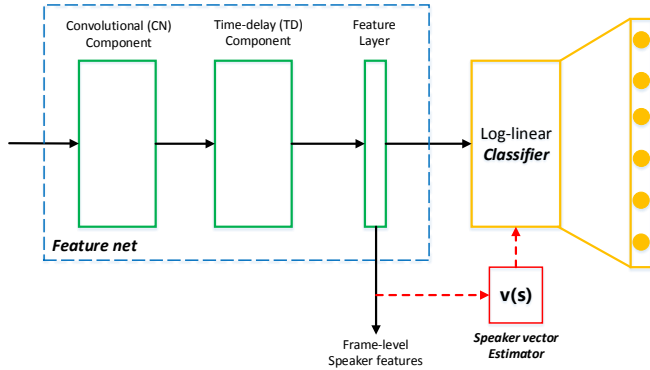 Convolutional (CN)
Component
Time-delay (TD)
Component
Feature
Layer
Log-linear
Classifier
Feature net
v(s)
Speaker vector
Estimator
Frame-level
Speaker features